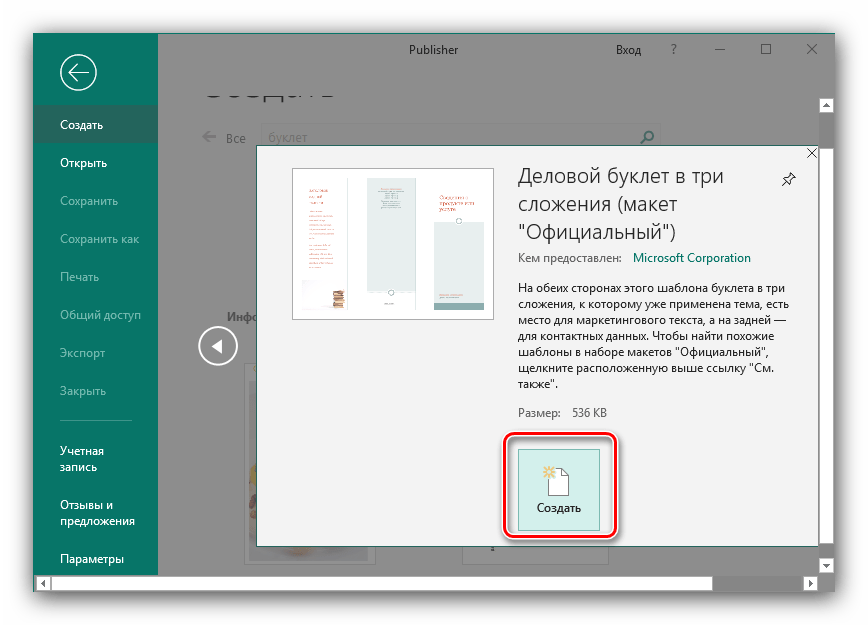 Publisher
Вход
?
Создать
Открыть
Сохранить
Сохранить как
Печать
Общий доступ
Экспорт
Закрыть
Учетная
запись
Отзывы и
предложения
Параметры
Все
буклет
Деловой буклет в три
сложения (макет
"Официальный")
Кем предоставлен: Microsoft Corporation
На обеих сторонах этого шаблона буклета в три
сложения, к которому уже применена тема, есть
место для маркетингового текста, а на задней —
для контактных данных. Чтобы найти похожие
шаблоны в наборе макетов "Официальный",
щелкните расположенную выше ссылку "См.
также".
Размер: 536 KB
Создать